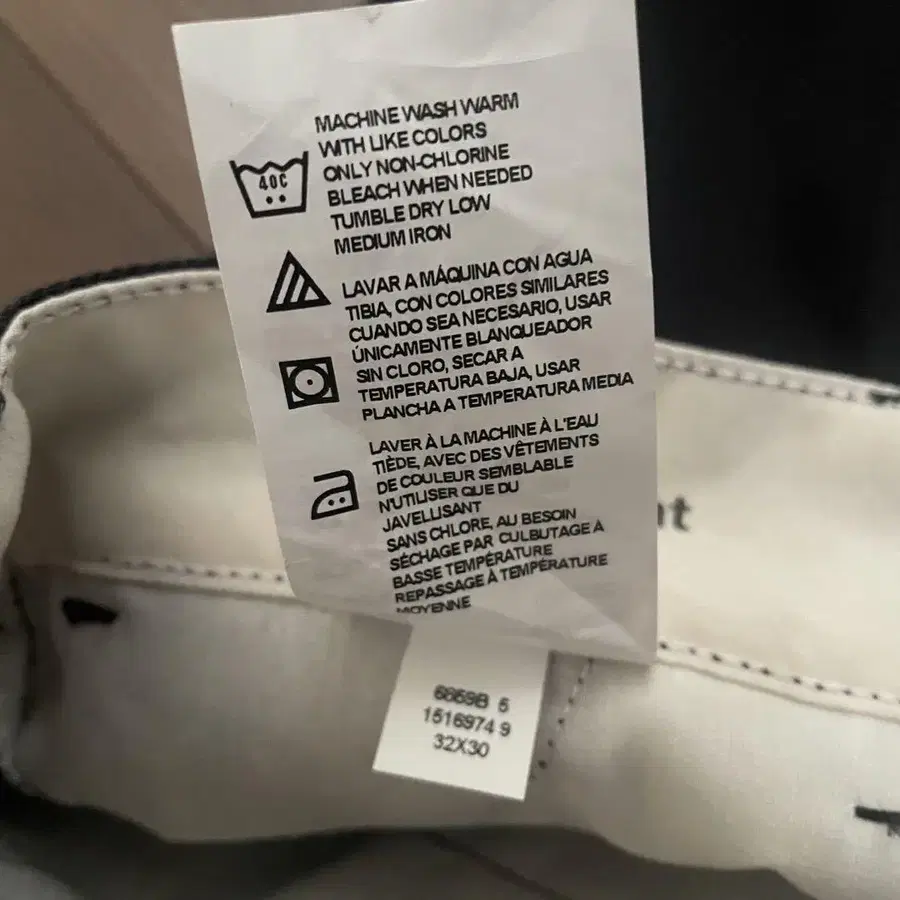 MACHINE WASH WARM
WITH LIKE COLORS
ONLY NON-CHLORINE
BLEACH WHEN NEEDED
TUMBLE DRY LOW
MEDIUM IRON
40C
LAVAR A MÁQUINA CON AGUA
TIBIA, CON COLORES SIMILARES
CUANDO SEA NECESARIO, USAR
ÚNICAMENTE BLANQUEADOR
SIN CLORO, SECAR A
TEMPERATURA BAJA, USAR
PLANCHA A TEMPERATURA MEDIA
LAVER À LA MACHINE À L'EAU
TIÈDE, AVEC DES VÊTEMENTS
DE COULEUR SEMBLABLE
N'UTILISER QUE DU
JAVELLISANT
SANS CHLORE, AU BESOIN
SÉCHAGE PAR CULBUTAGE À
BASSE TEMPÉRATURE
REPASSAGE À TEMPÉRATURE
MOYENNE
1516974 9
32X30